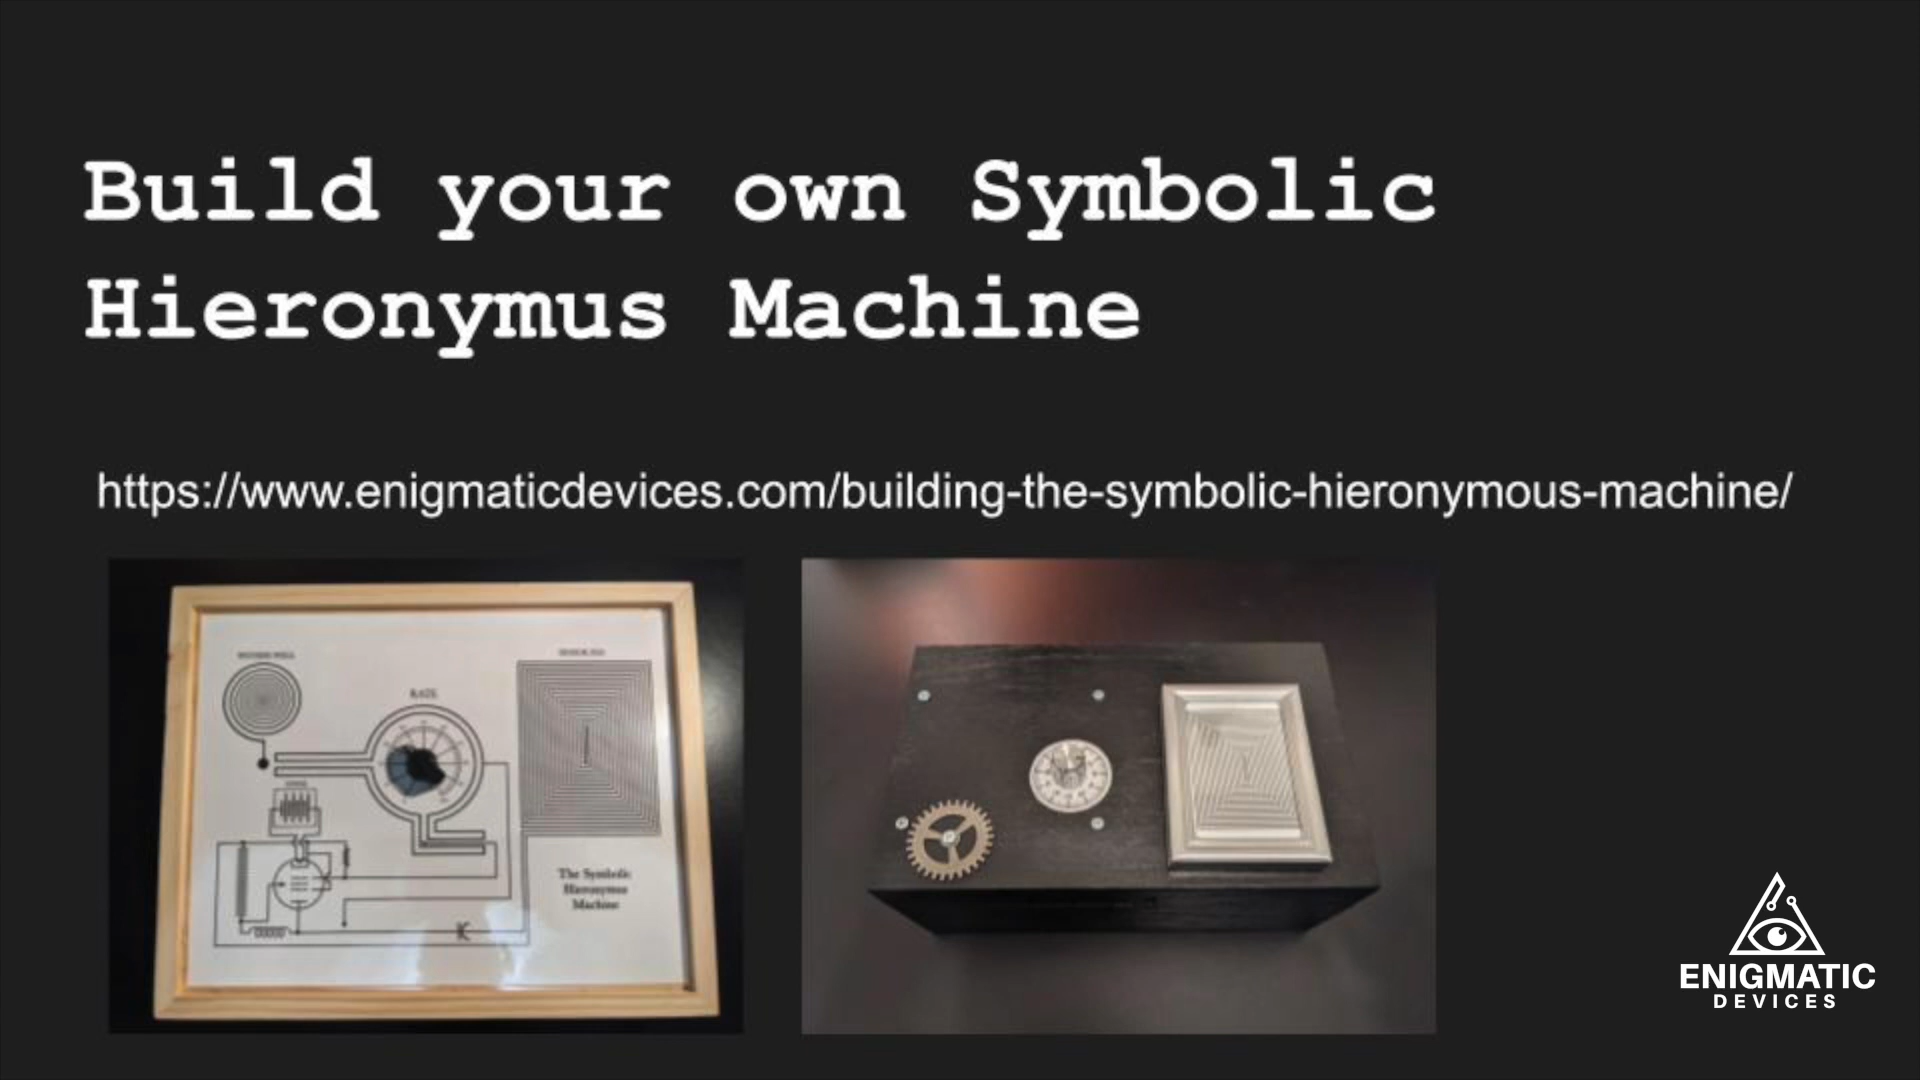 Build your own Symbolic
Hieronymus Machine
https://www.enigmaticdevices.com/building-the-symbolic-hieronymous-machine/
RATE
The Symbolic
Hieronymus
Machine
ENIGMATIC
DEVICES